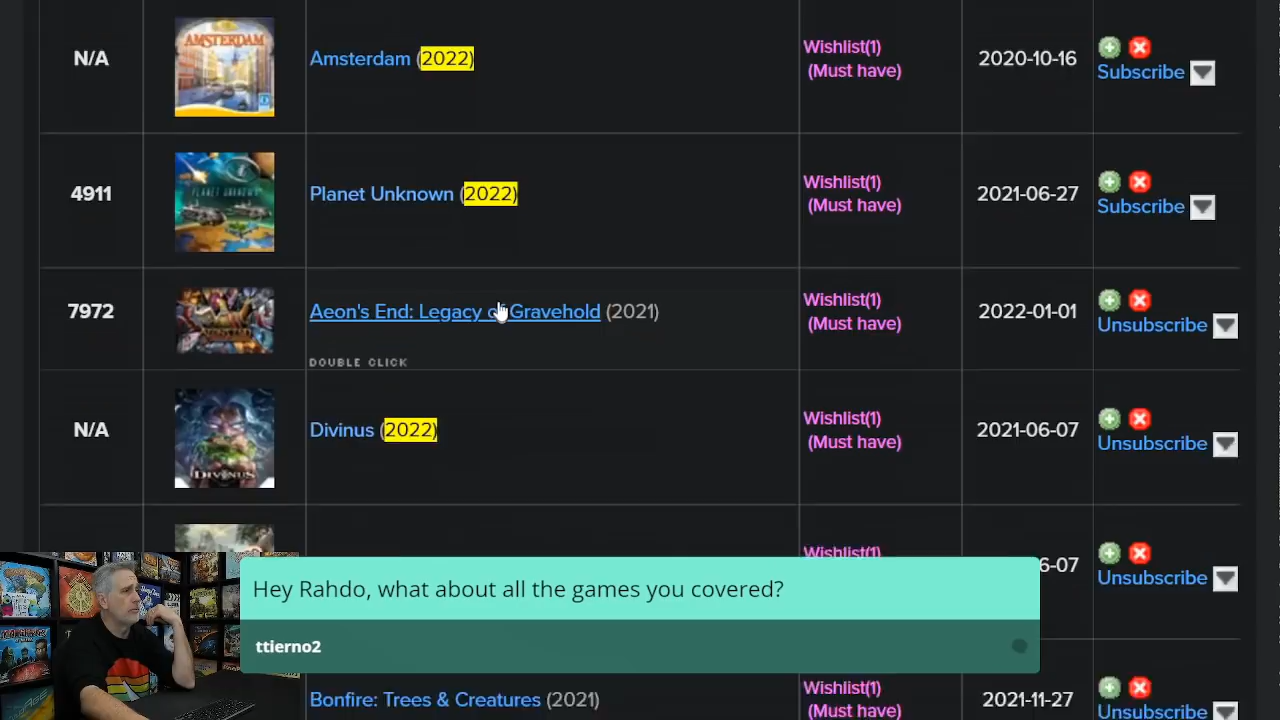 N/A
AMSTERDAM
Amsterdam (2022)
Wishlist(1)
(Must have)
2020-10-16
Subscribe
4911
PLANET UNKNOWN
Planet Unknown (2022)
Wishlist(1)
(Must have)
2021-06-27
Subscribe
7972
Aeon's End: Legacy of Gravehold (2021)
DOUBLE CLICK
Wishlist(1)
(Must have)
2022-01-01
Unsubscribe
N/A
DIVINUS
Divinus (2022)
Wishlist(1)
(Must have)
2021-06-07
Unsubscribe
Wishlist(1)
6-07
Unsubscribe
Hey Rahdo, what about all the games you covered?
ttierno2
Bonfire: Trees & Creatures (2021)
Wishlist(1)
(Must have)
2021-11-27
Unsubscribe